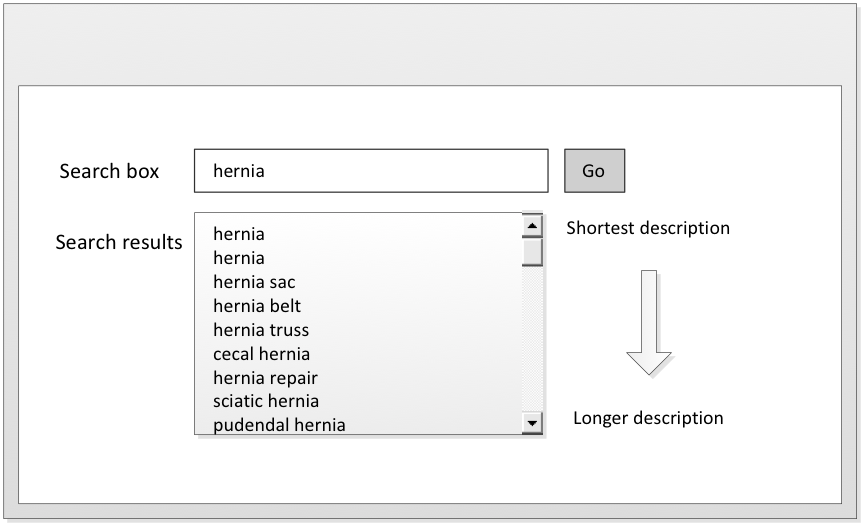 Search box
hernia
Go
Search results
hernia
hernia
hernia sac
hernia belt
hernia truss
cecal hernia
hernia repair
sciatic hernia
pudendal hernia
Shortest description
Longer description